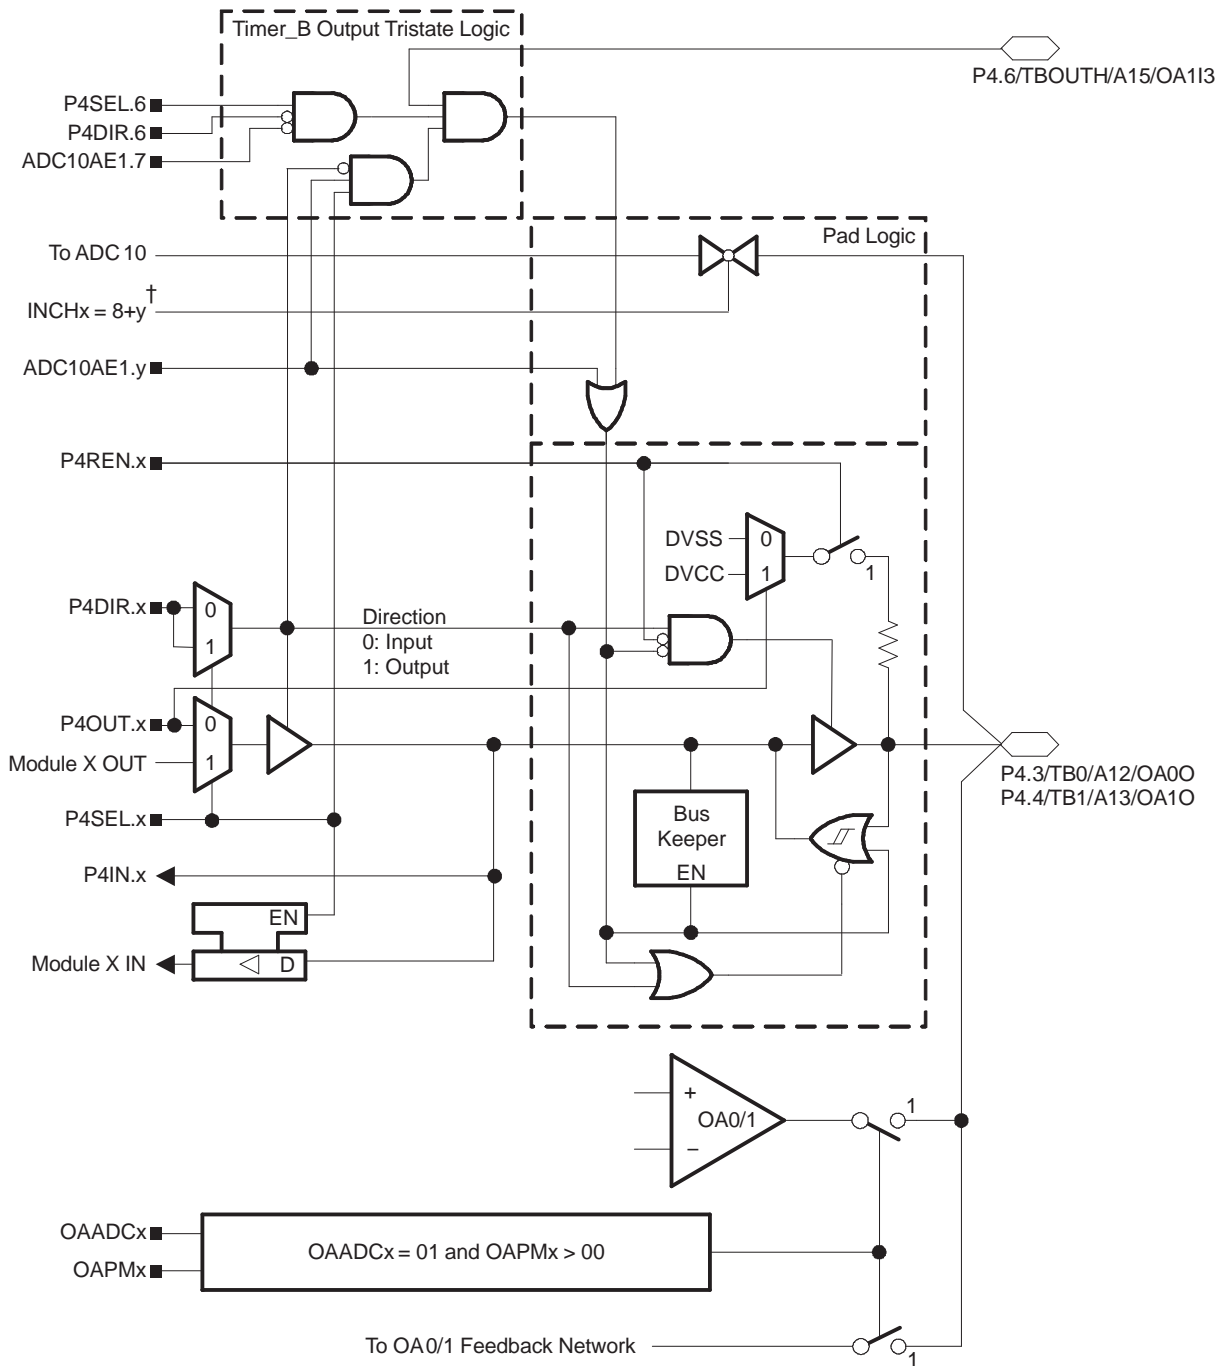 Timer_B Output Tristate Logic
P4.6/TBOUTH/A15/OA1I3
P4SEL.6
P4DIR.6
ADC10AE1.7
Pad Logic
To ADC 10
INCHx = 8+y†
ADC10AE1.y
P4REN.x
DVSS
0
DVCC
1
1
P4DIR.x
0
1
Direction
0: Input
1: Output
P4OUT.x
0
Module X OUT
1
P4SEL.x
P4IN.x
Bus
Keeper
EN
P4.3/TB0/A12/OA0O
P4.4/TB1/A13/OA1O
EN
Module X IN
D
+
OA0/1
−
1
OAADCx
OAPMx
OAADCx = 01 and OAPMx > 00
To OA0/1 Feedback Network
1